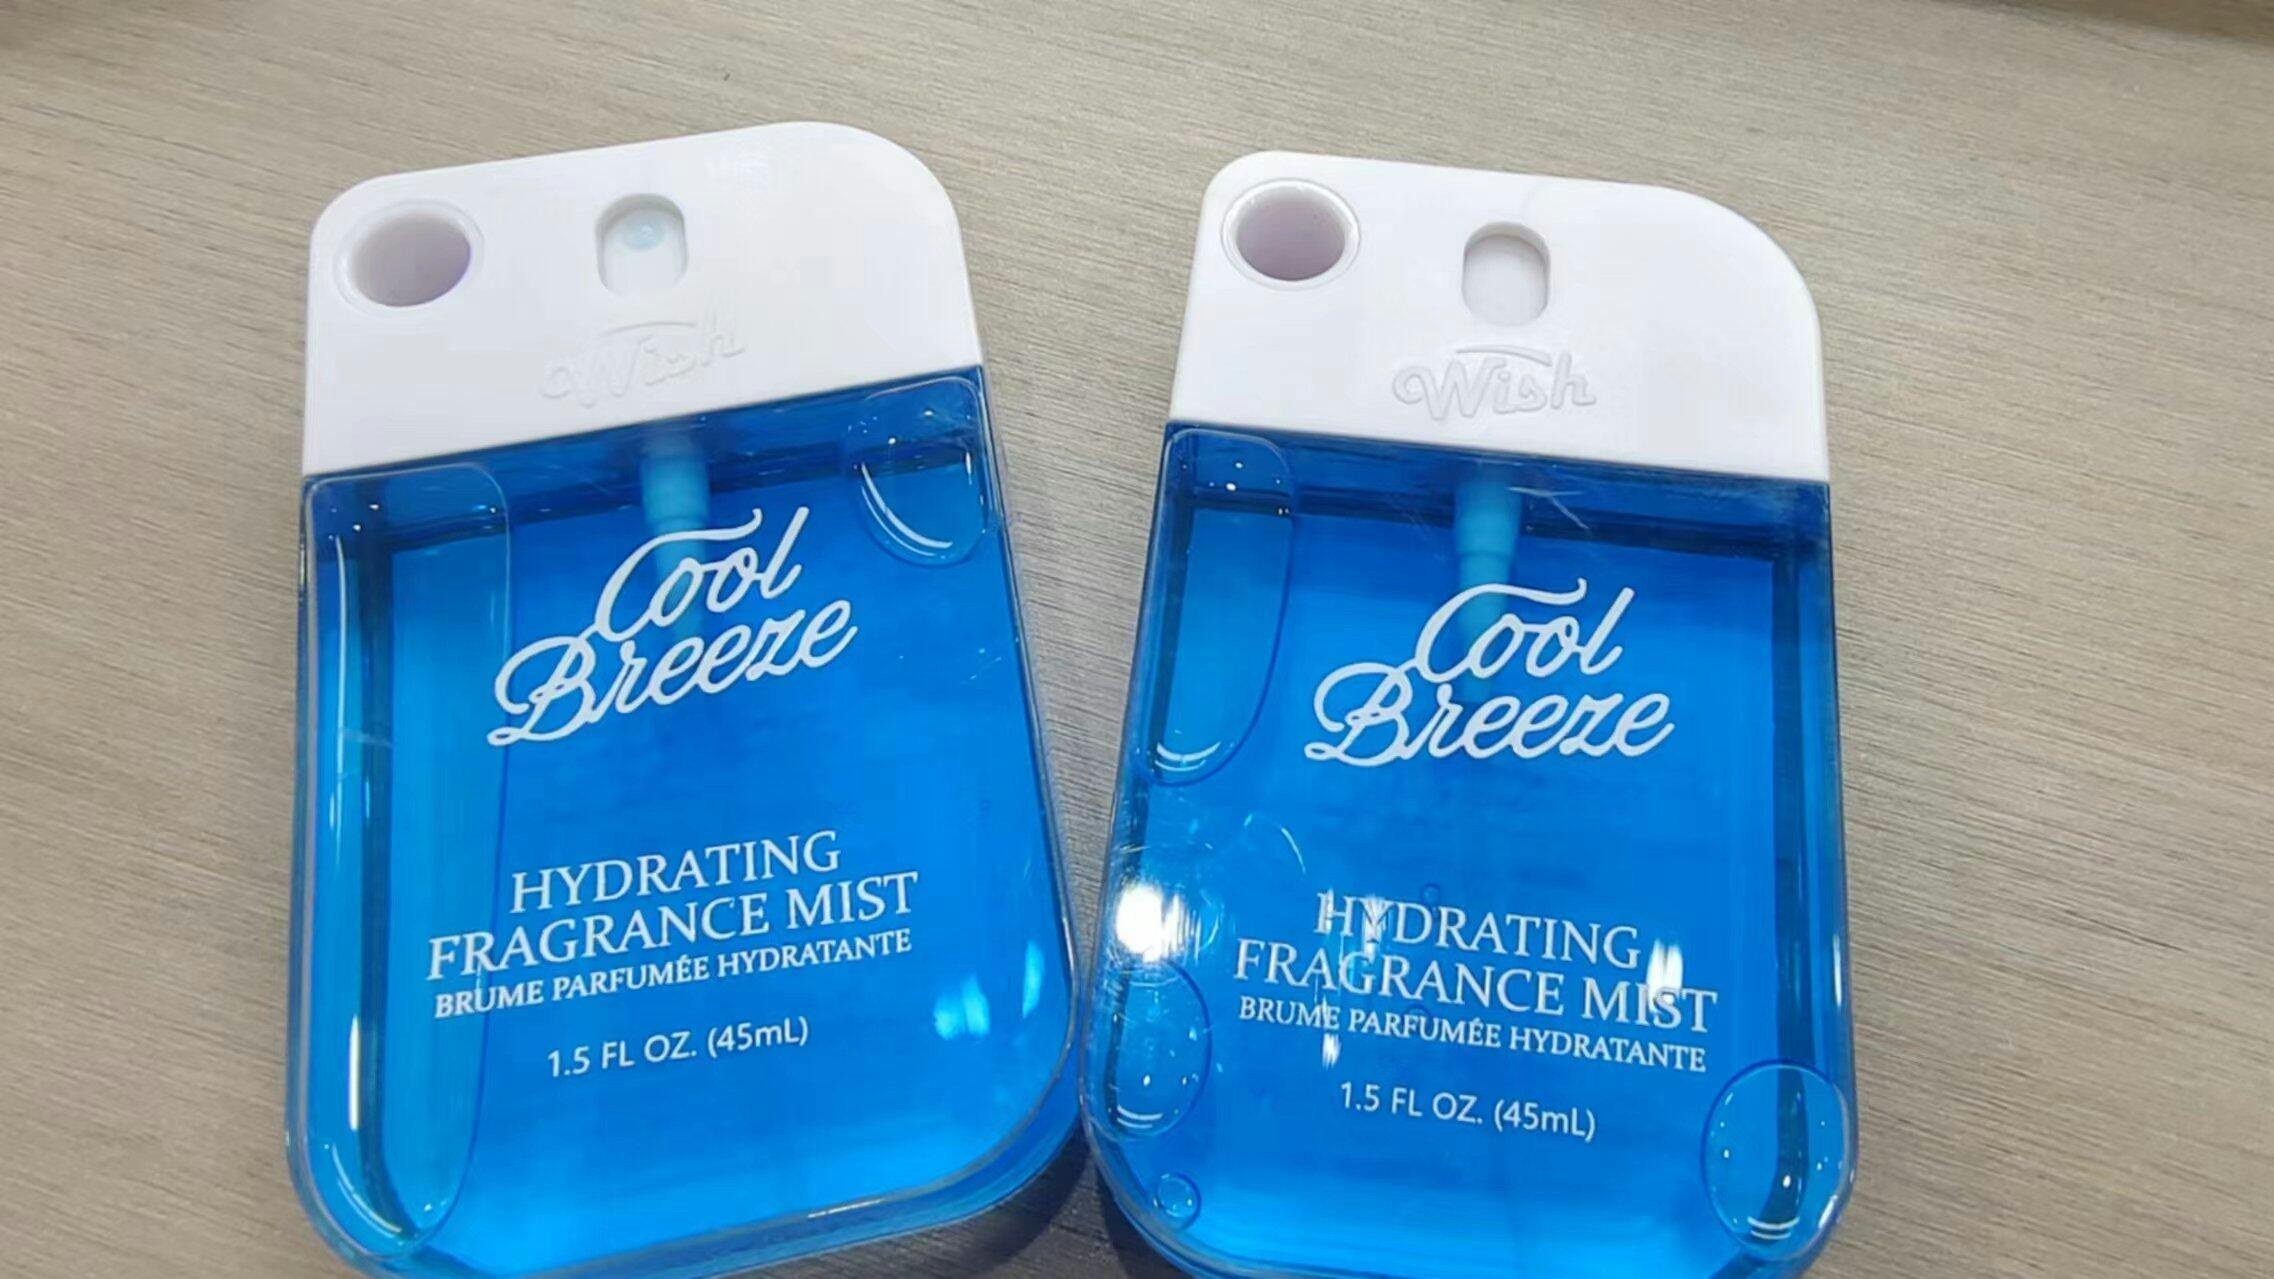 Wish
Cool
Breeze
HYDRATING
FRAGRANCE MIST
BRUME PARFUMÉE HYDRATANTE
1.5 FL OZ. (45mL)
Wish
Cool
Breeze
HYDRATING
FRAGRANCE MIST
BRUME PARFUMÉE HYDRATANTE
1.5 FL OZ. (45mL)